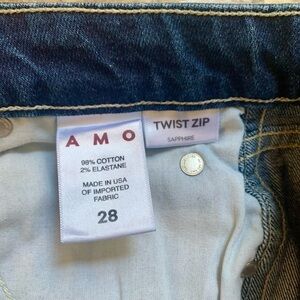 AMO
98% COTTON
2% ELASTANE
MADE IN USA
OF IMPORTED
FABRIC
28
TWIST ZIP
SAPPHIRE